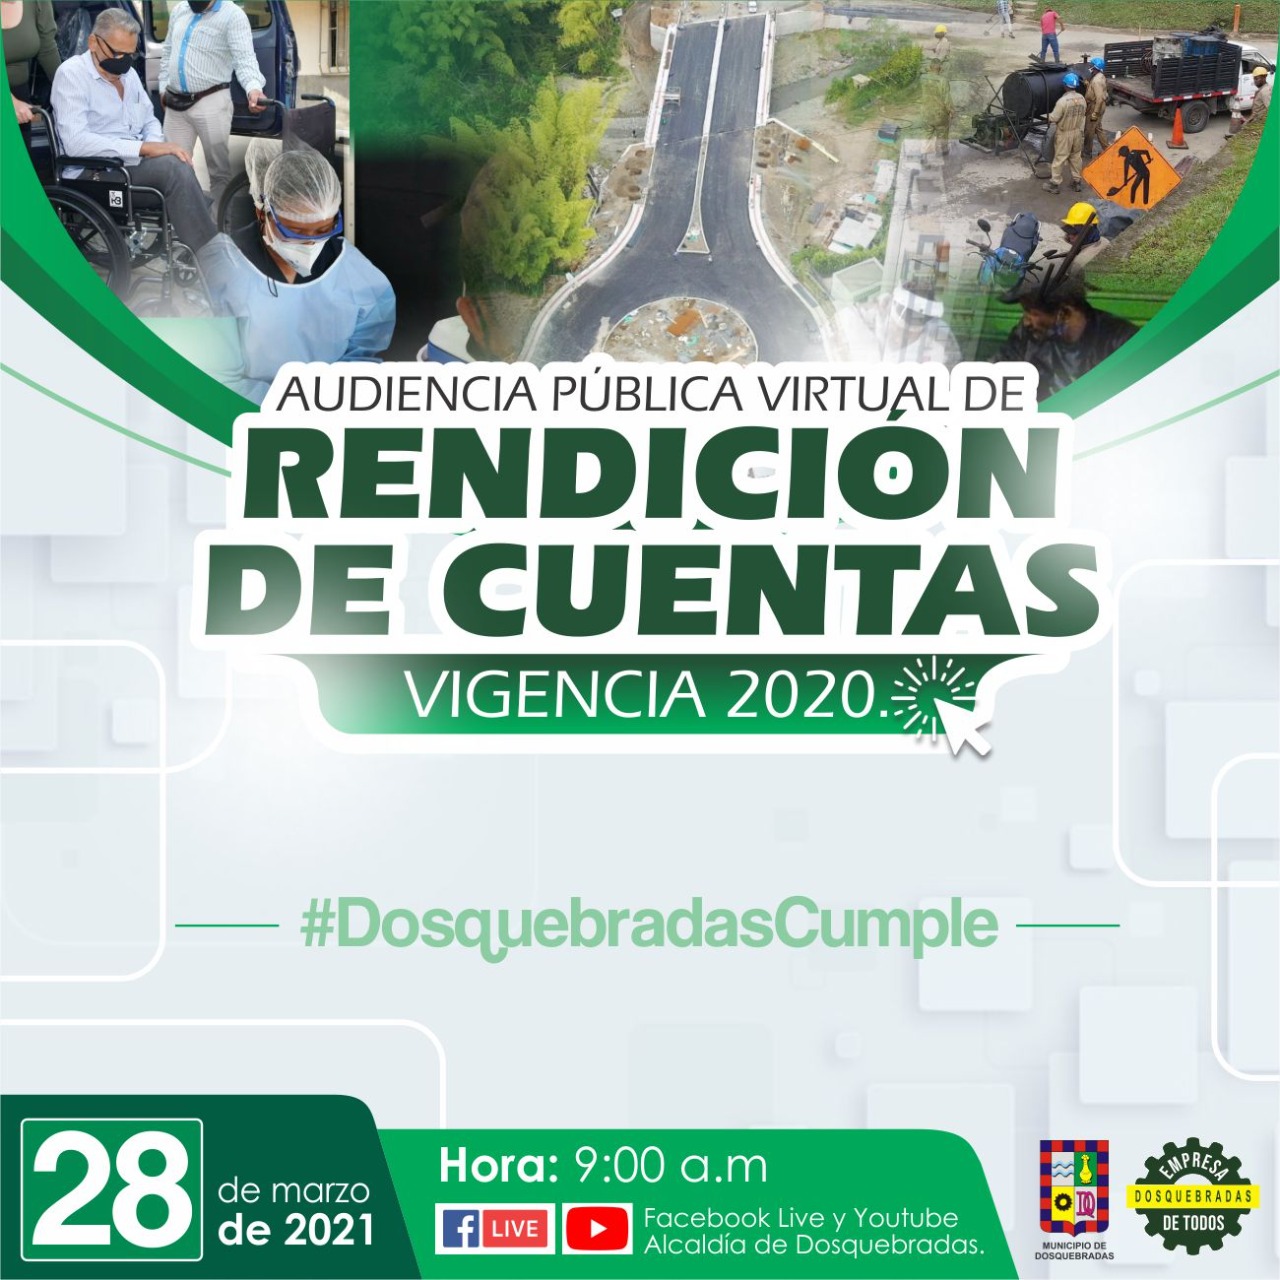 AUDIENCIA PÚBLICA VIRTUAL DE
RENDICIÓN
DE CUENTAS
VIGENCIA 2020.
#DosquebradasCumple
28
de marzo
de 2021
Hora: 9:00 a.m
LIVE
Facebook Live y Youtube
Alcaldía de Dosquebradas.
MUNICIPIO DE
DOSQUEBRADAS
EMPRESA
DOSQUEBRADAS
DE TODOS